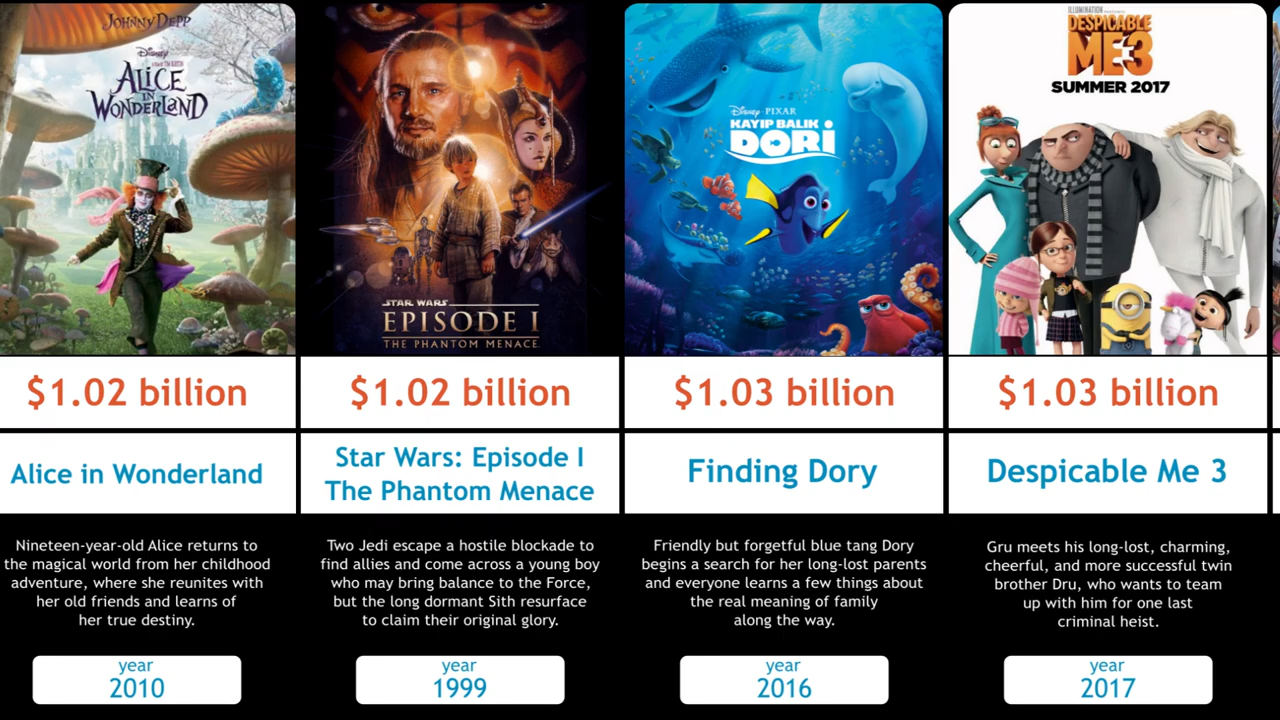 JOHNNY DEPP
Disney
ALICE
IN
WONDERLAND
$1.02 billion
Alice in Wonderland
Nineteen-year-old Alice returns to
the magical world from her childhood
adventure, where she reunites with
her old friends and learns of
her true destiny.
year
2010
STAR WARS
EPISODE I
THE PHANTOM MENACE
$1.02 billion
Star Wars: Episode I
The Phantom Menace
Two Jedi escape a hostile blockade to
find allies and come across a young boy
who may bring balance to the Force,
but the long dormant Sith resurface
to claim their original glory.
year
1999
Disney · PIXAR
KAYIP BALIK
DORİ
$1.03 billion
Finding Dory
Friendly but forgetful blue tang Dory
begins a search for her long-lost parents
and everyone learns a few things about
the real meaning of family
along the way.
year
2016
ILLUMINATION
DESPICABLE
ME3
SUMMER 2017
$1.03 billion
Despicable Me 3
Gru meets his long-lost, charming,
cheerful, and more successful twin
brother Dru, who wants to team
up with him for one last
criminal heist.
year
2017